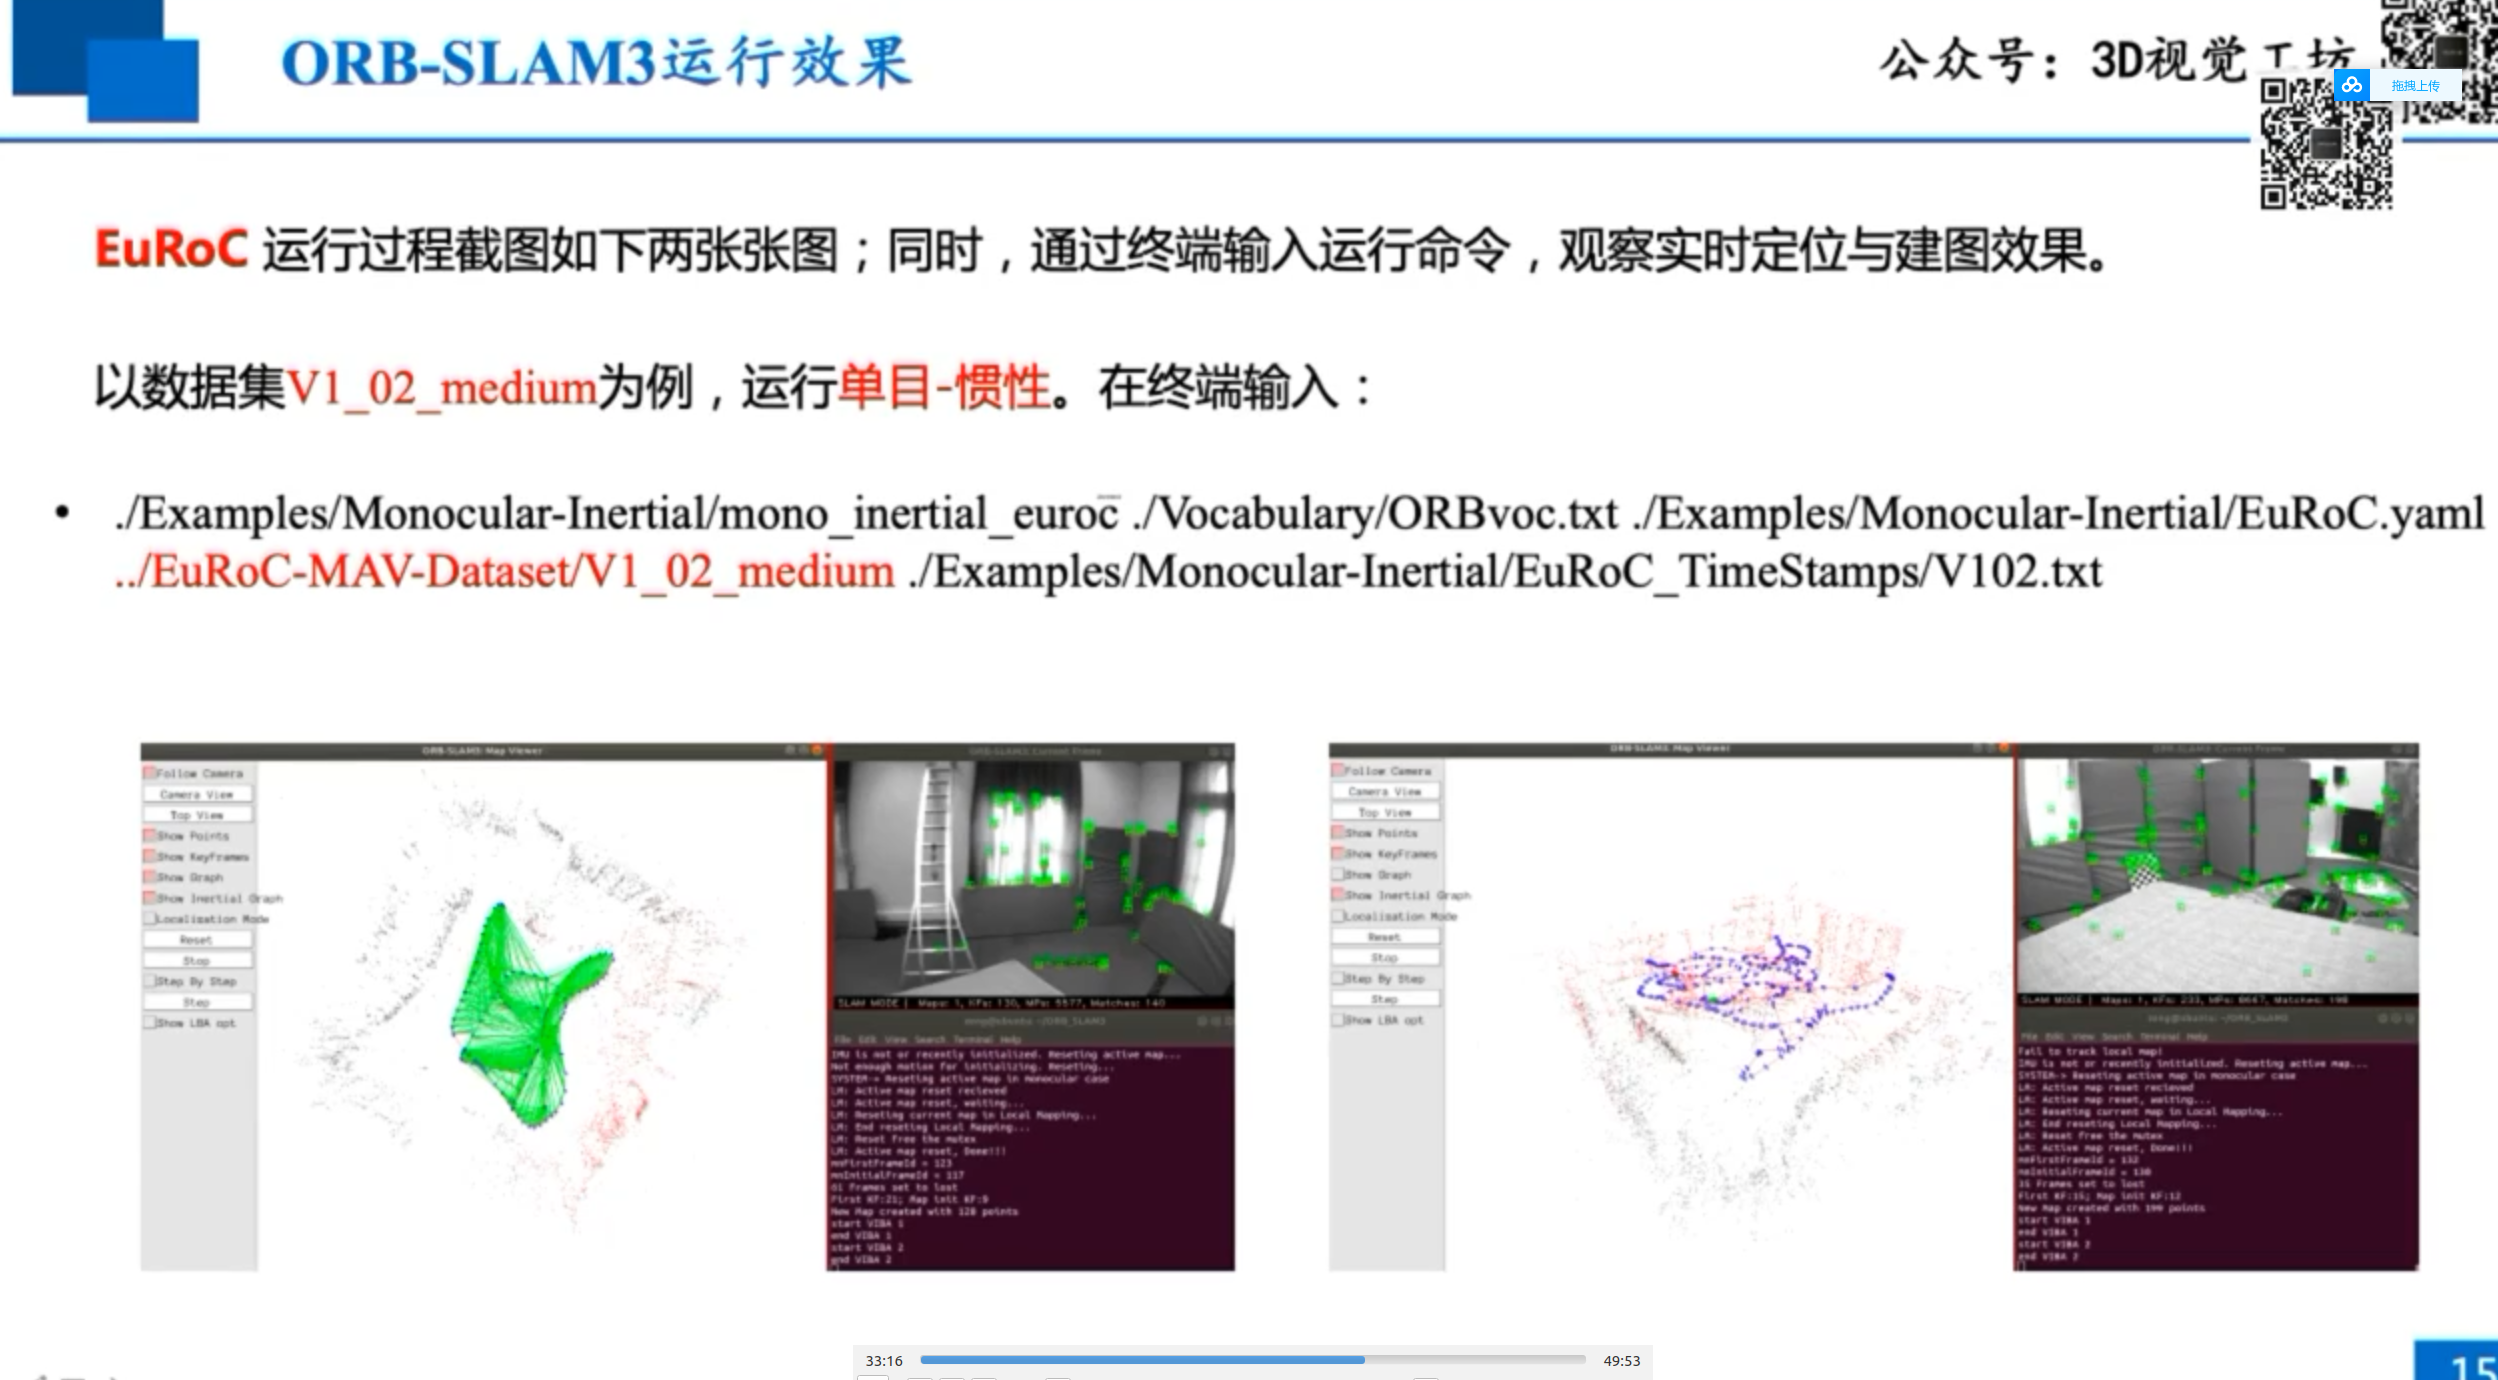 ORB-SLAM3运行效果
公众号：3D视觉工坊
拖拽上传
EuRoC 运行过程截图如下两张张图；同时，通过终端输入运行命令，观察实时定位与建图效果。
以数据集V1_02_medium为例，运行单目-惯性。在终端输入：
• ./Examples/Monocular-Inertial/mono_inertial_euroc ./Vocabulary/ORBvoc.txt ./Examples/Monocular-Inertial/EuRoC.yaml
../EuRoC-MAV-Dataset/V1_02_medium ./Examples/Monocular-Inertial/EuRoC_TimeStamps/V102.txt
ORB-SLAM3: Map Viewer
Follow Camera
Camera View
Top View
Show Points
Show KeyFrames
Show Graph
Show Inertial Graph
Localization Mode
Reset
Stop
Step By Step
Step
Show LBA opt
ORB-SLAM3: Current Frame
SLAM MODE | Maps: 1, KFs: 130, MPs: 5577, Matches: 140
File Edit View Search Terminal Help
IMU is not or recently initialized. Reseting active map...
Not enough motion for initializing. Reseting...
SYSTEM-> Reseting active map in monocular case
LM: Active map reset recieved
LM: Active map reset, waiting...
LM: Reseting current map in Local Mapping...
LM: End reseting Local Mapping...
LM: Reset free the mutex
LM: Active map reset, Done!!!
mnFirstFrameId = 123
mnInitialFrameId = 117
Frames set to lost
First KF:21; Map init KF:9
New Map created with 128 points
start VIBA 1
end VIBA 1
start VIBA 2
end VIBA 2
ORB-SLAM3: Map Viewer
Follow Camera
Camera View
Top View
Show Points
Show KeyFrames
Show Graph
Show Inertial Graph
Localization Mode
Reset
Stop
Step By Step
Step
Show LBA opt
ORB-SLAM3: Current Frame
SLAM MODE | Maps: 1, KFs: 233, MPs: 6667, Matches: 198
File Edit View Search Terminal Help
Fail to track local map!
IMU is not or recently initialized. Reseting active map...
SYSTEM-> Reseting active map in monocular case
LM: Active map reset recieved
LM: Active map reset, waiting...
LM: Reseting current map in Local Mapping...
LM: End reseting Local Mapping...
LM: Reset free the mutex
LM: Active map reset, Done!!!
mnFirstFrameId = 132
mnInitialFrameId = 130
Frames set to lost
First KF:15; Map init KF:12
New Map created with 199 points
start VIBA 1
end VIBA 1
start VIBA 2
end VIBA 2
33:16
49:53
15